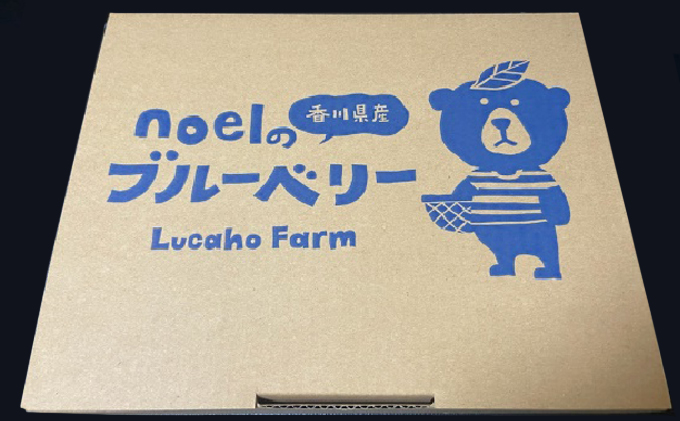 noelの
香川県産
ブルーベリー
Lucaho Farm